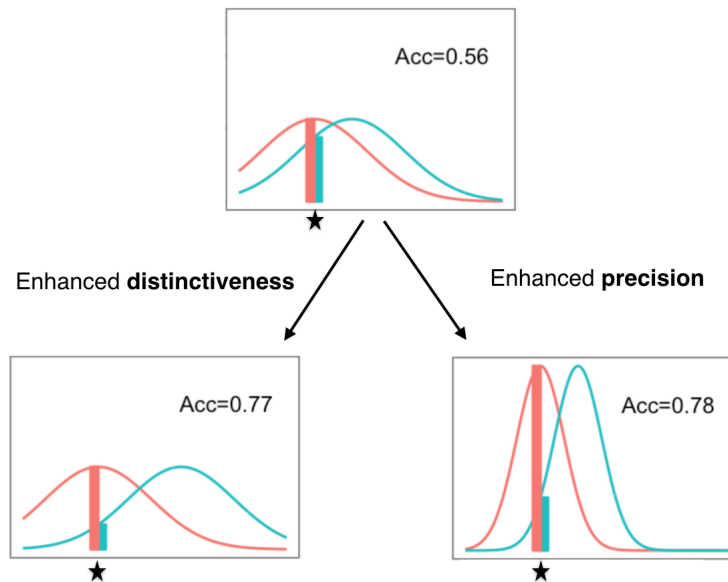 Acc=0.56
Enhanced distinctiveness
Enhanced precision
Acc=0.77
Acc=0.78